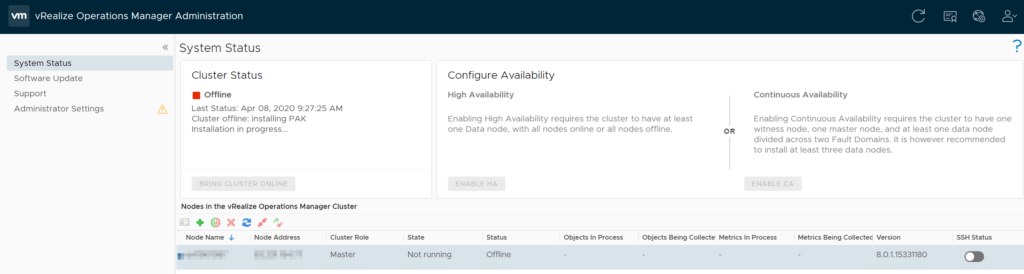 vm vRealize Operations Manager Administration
«
System Status
Software Update
Support
Administrator Settings
System Status
?
Cluster Status
Offline
Last Status: Apr 08, 2020 9:27:25 AM
Cluster offline: installing PAK
Installation in progress...
BRING CLUSTER ONLINE
Configure Availability
High Availability
Enabling High Availability requires the cluster to have at least
one Data node, with all nodes online or all nodes offline.
ENABLE HA
OR
Continuous Availability
Enabling Continuous Availability requires the cluster to have one
witness node, one master node, and at least one data node
divided across two Fault Domains. It is however recommended
to install at least three data nodes.
ENABLE CA
Nodes in the vRealize Operations Manager Cluster
Node Name Node Address Cluster Role State Status Objects In Process Objects Being Collecte Metrics In Process Metrics Being Collected Version SSH Status
Master Not running Offline - - - - 8.0.1.15331180